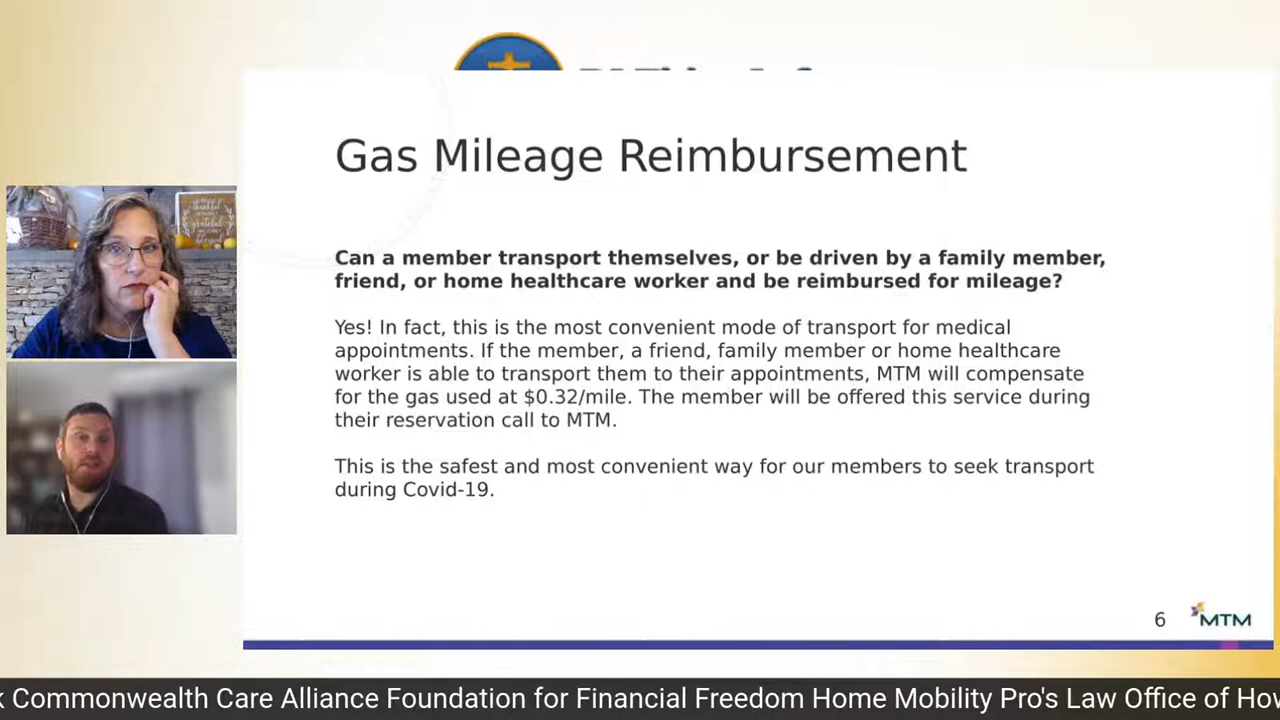 Gas Mileage Reimbursement
Can a member transport themselves, or be driven by a family member,
friend, or home healthcare worker and be reimbursed for mileage?
Yes! In fact, this is the most convenient mode of transport for medical
appointments. If the member, a friend, family member or home healthcare
worker is able to transport them to their appointments, MTM will compensate
for the gas used at $0.32/mile. The member will be offered this service during
their reservation call to MTM.
This is the safest and most convenient way for our members to seek transport
during Covid-19.
6
MTM
thankful
grateful
blessed
Commonwealth Care Alliance Foundation for Financial Freedom Home Mobility Pro's Law Office of